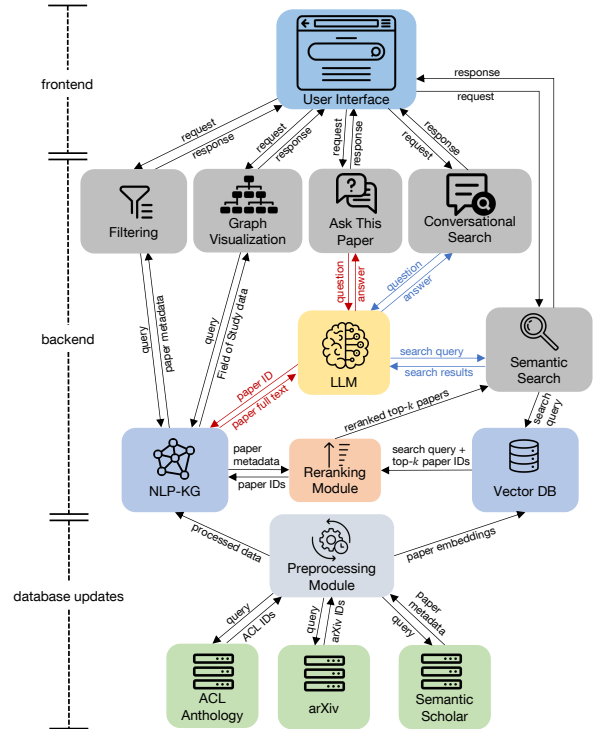 frontend
User Interface
response
request
request
response
request
response
request
response
response
request
backend
Filtering
Graph
Visualization
Ask This
Paper
Conversational
Search
query
paper metadata
query
Field of Study data
question
answer
question
answer
LLM
search query
search results
Semantic
Search
paper ID
paper full text
reranked top-k papers
search
query
NLP-KG
paper
metadata
paper IDs
Reranking
Module
search query +
top-k paper IDs
Vector DB
database updates
processed data
Preprocessing
Module
paper embeddings
query
ACL IDs
query
arXiv IDs
paper
metadata
query
ACL
Anthology
arXiv
Semantic
Scholar